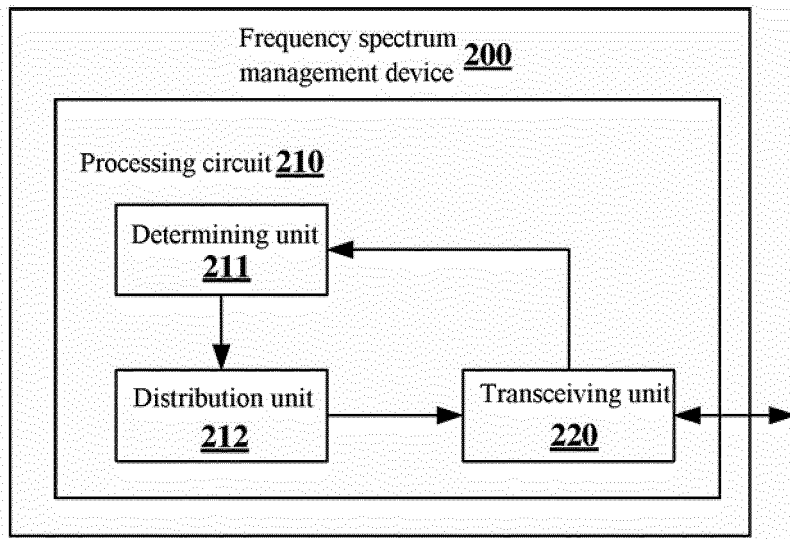 Frequency spectrum
management device 200
Processing circuit 210
Determining unit
211
Distribution unit
212
Transceiving unit
220